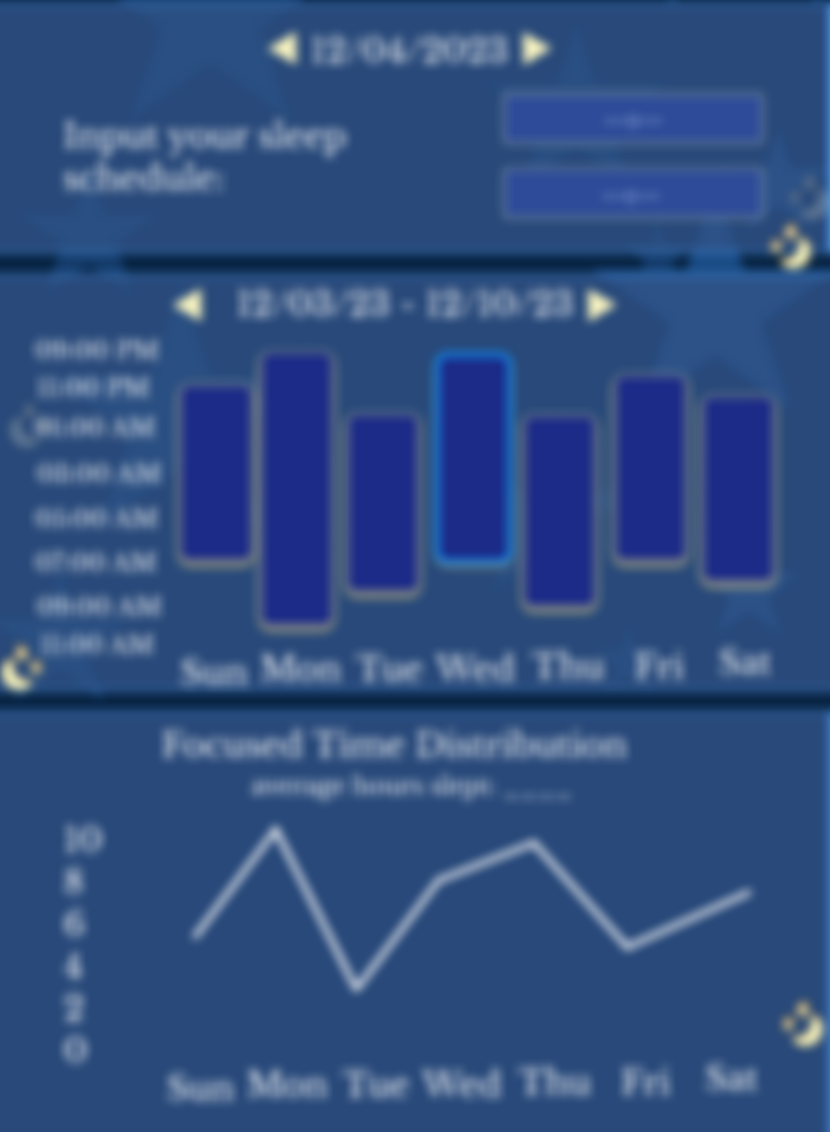 12/04/2023
Input your sleep
schedule:
12/03/23 - 12/10/23
09:00 PM
11:00 PM
01:00 AM
03:00 AM
05:00 AM
07:00 AM
09:00 AM
11:00 AM
Sun Mon Tue Wed Thu Fri Sat
Focused Time Distribution
average hours slept: ____
10
8
6
4
2
0
Sun Mon Tue Wed Thu Fri Sat